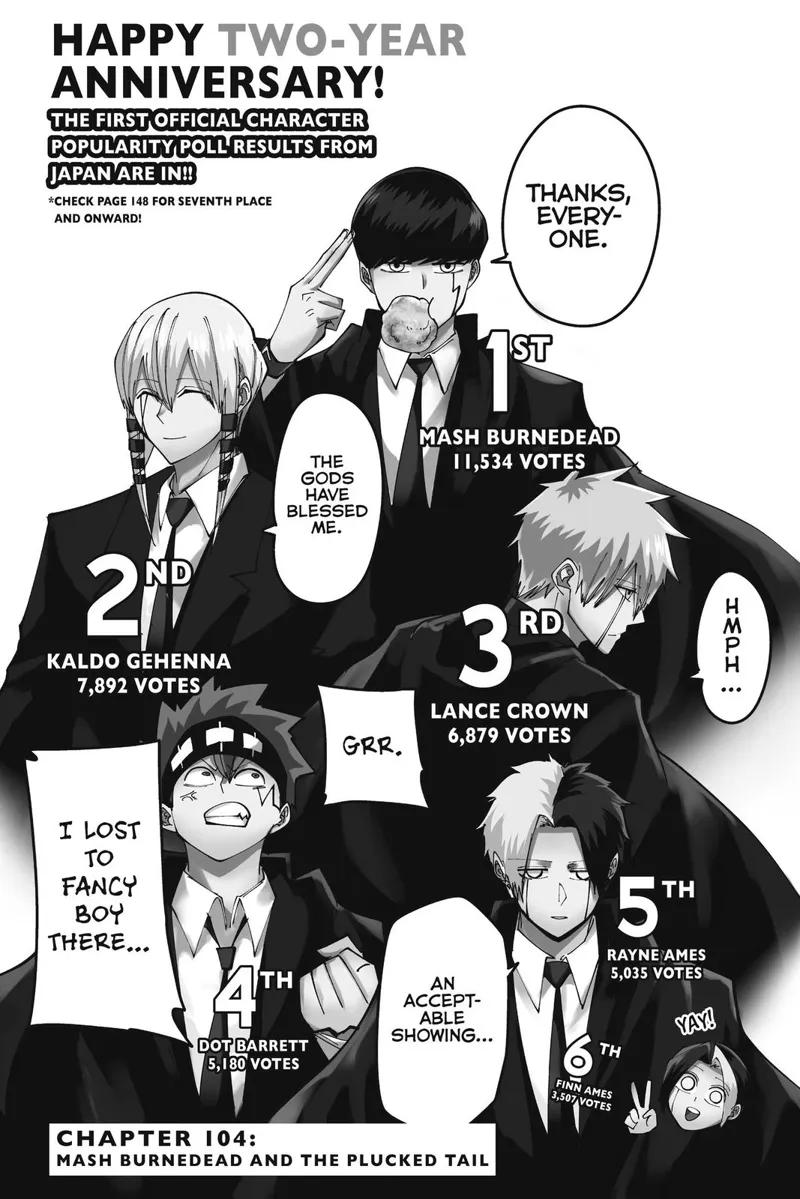 HAPPY TWO-YEAR
ANNIVERSARY!
THE FIRST OFFICIAL CHARACTER
POPULARITY POLL RESULTS FROM
JAPAN ARE IN!!
*CHECK PAGE 148 FOR SEVENTH PLACE
AND ONWARD!
THANKS,
EVERY-
ONE.
1ST
MASH BURNEDEAD
11,534 VOTES
THE
GODS
HAVE
BLESSED
ME.
2ND
KALDO GEHENNA
7,892 VOTES
3RD
LANCE CROWN
6,879 VOTES
HMPH...
GRR.
I LOST
TO
FANCY
BOY
THERE...
4TH
DOT BARRETT
5,180 VOTES
5TH
RAYNE AMES
5,035 VOTES
AN
ACCEPT-
ABLE
SHOWING...
6TH
FINN AMES
3,507 VOTES
YAY!
CHAPTER 104:
MASH BURNEDEAD AND THE PLUCKED TAIL